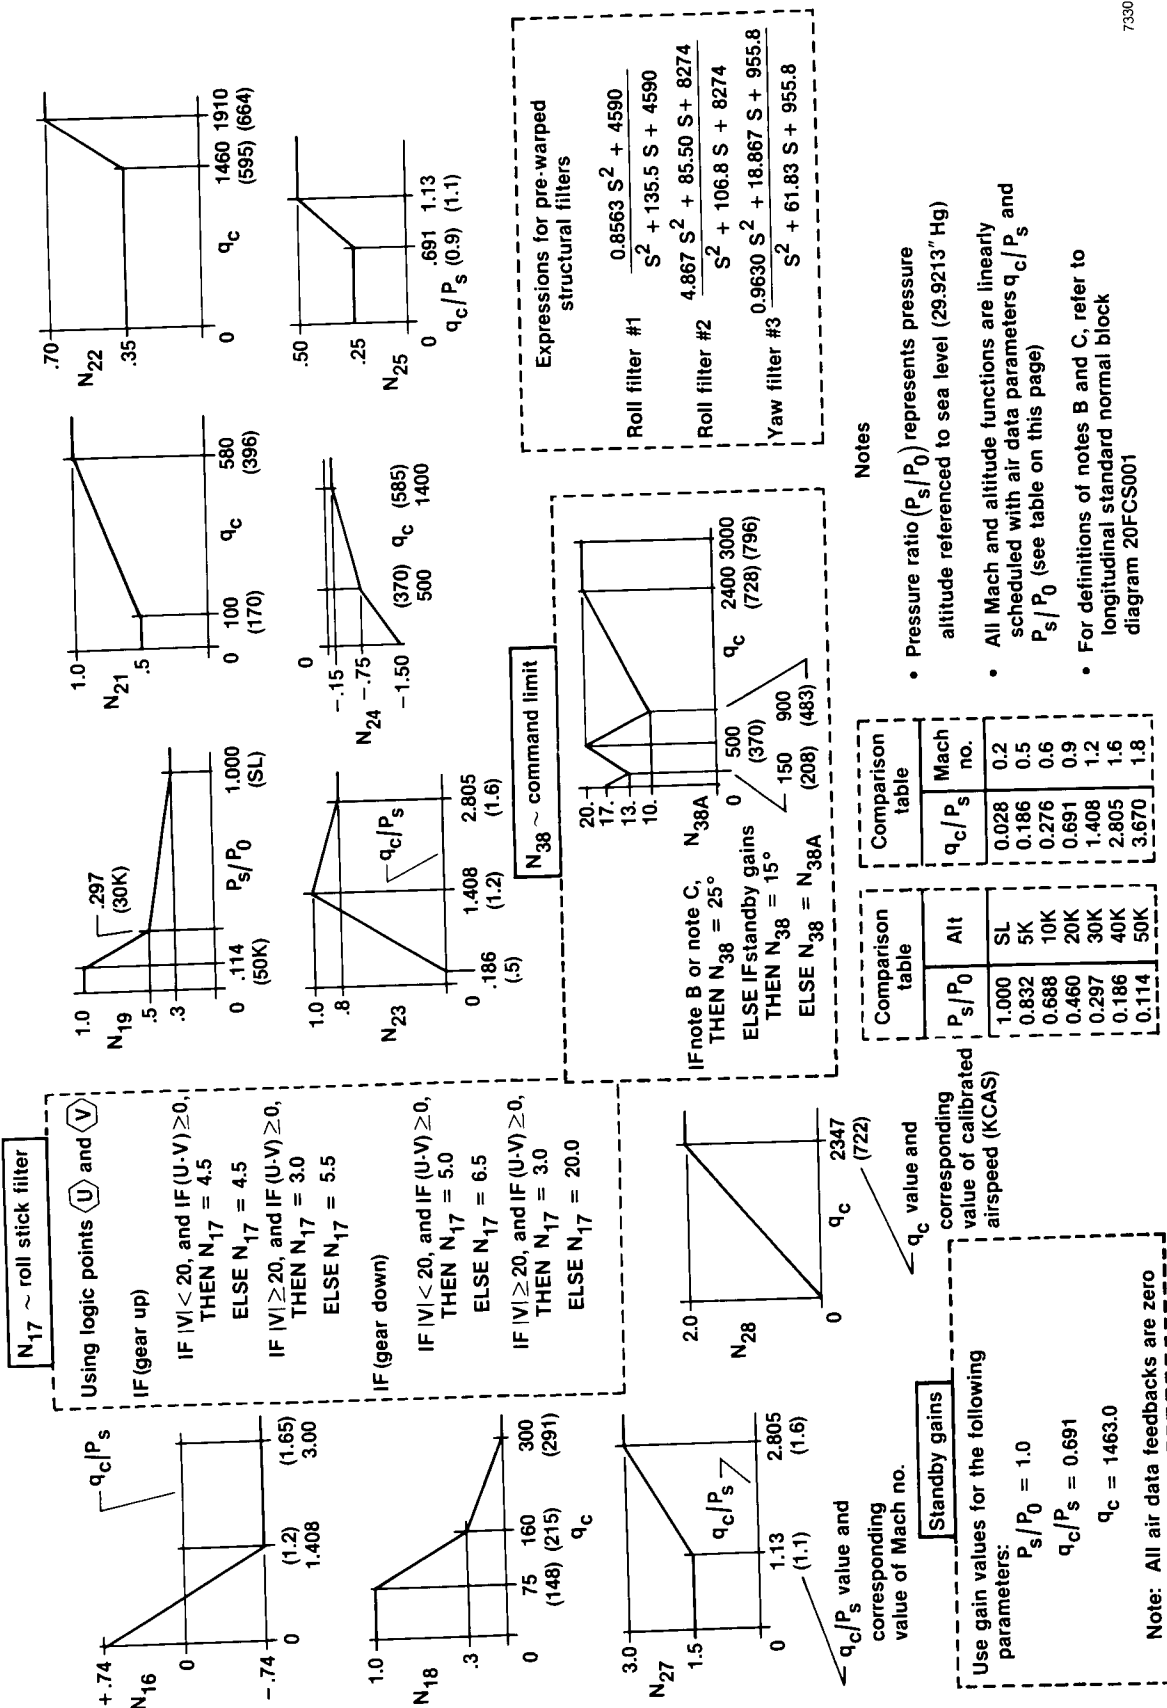 N17 ~ roll stick filter
Using logic points U and V
IF (gear up)
IF |V| < 20, and IF (U-V) ≥ 0,
THEN N17 = 4.5
ELSE N17 = 4.5
IF |V| ≥ 20, and IF (U-V) ≥ 0,
THEN N17 = 3.0
ELSE N17 = 5.5
IF (gear down)
IF |V| < 20, and IF (U-V) ≥ 0,
THEN N17 = 5.0
ELSE N17 = 6.5
IF |V| ≥ 20, and IF (U-V) ≥ 0,
THEN N17 = 3.0
ELSE N17 = 20.0
+.74
N16
0
-.74
qc/Ps
0
(1.2) (1.65)
1.408 3.00
1.0
N18
.3
0 75 160 300
(148) (215) (291)
qc
3.0
N27
1.5
qc/Ps
0 1.13 2.805
(1.1) (1.6)
qc/Ps value and
corresponding
value of Mach no.
2.0
N28
0 qc 2347
(722)
qc value and
corresponding
value of calibrated
airspeed (KCAS)
Standby gains
Use gain values for the following
parameters:
Ps/P0 = 1.0
qc/Ps = 0.691
qc = 1463.0
Note: All air data feedbacks are zero
1.0
N19
.5
.3
.297
(30K)
0 .114 Ps/P0 1.000
(50K) (SL)
1.0
.8
N23
qc/Ps
0 .186 1.408 2.805
(.5) (1.2) (1.6)
1.0
N21
.5
0 100 qc 580
(170) (396)
0
-.15
N24 -.75
-1.50
(370) qc (585)
500 1400
.70
N22
.35
0 qc 1460 1910
(595) (664)
.50
.25
N25
0 .691 1.13
qc/Ps (0.9) (1.1)
N38 ~ command limit
IF note B or note C,
THEN N38 = 25°
ELSE IF standby gains
THEN N38 = 15°
ELSE N38 = N38A
20.
17.
13.
10.
N38A
0 500 qc 2400 3000
(370) (728) (796)
150 900
(208) (483)
Expressions for pre-warped
structural filters
Roll filter #1
0.8563 S2 + 4590
S2 + 135.5 S + 4590
Roll filter #2
4.867 S2 + 85.50 S + 8274
S2 + 106.8 S + 8274
Yaw filter #3
0.9630 S2 + 18.867 S + 955.8
S2 + 61.83 S + 955.8
Comparison
table
Ps/P0 Alt
1.000 SL
0.832 5K
0.688 10K
0.460 20K
0.297 30K
0.186 40K
0.114 50K
Comparison
table
qc/Ps Mach
no.
0.028 0.2
0.186 0.5
0.276 0.6
0.691 0.9
1.408 1.2
2.805 1.6
3.670 1.8
Notes
• Pressure ratio (Ps/P0) represents pressure
altitude referenced to sea level (29.9213″ Hg)
• All Mach and altitude functions are linearly
scheduled with air data parameters qc/Ps and
Ps/P0 (see table on this page)
• For definitions of notes B and C, refer to
longitudinal standard normal block
diagram 20FCS001
7330